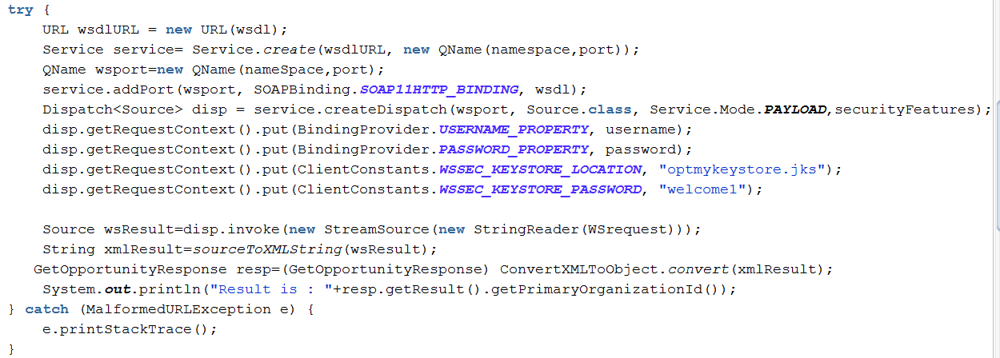 try {
    URL wsdlURL = new URL(wsdl);
    Service service= Service.create(wsdlURL, new QName(namespace,port));
    QName wsport=new QName(nameSpace,port);
    service.addPort(wsport, SOAPBinding.SOAP11HTTP_BINDING, wsdl);
    Dispatch<Source> disp = service.createDispatch(wsport, Source.class, Service.Mode.PAYLOAD,securityFeatures);
    disp.getRequestContext().put(BindingProvider.USERNAME_PROPERTY, username);
    disp.getRequestContext().put(BindingProvider.PASSWORD_PROPERTY, password);
    disp.getRequestContext().put(ClientConstants.WSSEC_KEYSTORE_LOCATION, "optmykeystore.jks");
    disp.getRequestContext().put(ClientConstants.WSSEC_KEYSTORE_PASSWORD, "welcome1");

    Source wsResult=disp.invoke(new StreamSource(new StringReader(WSrequest)));
    String xmlResult=sourceToXMLString(wsResult);
   GetOpportunityResponse resp=(GetOpportunityResponse) ConvertXMLToObject.convert(xmlResult);
    System.out.println("Result is : "+resp.getResult().getPrimaryOrganizationId());
} catch (MalformedURLException e) {
    e.printStackTrace();
}